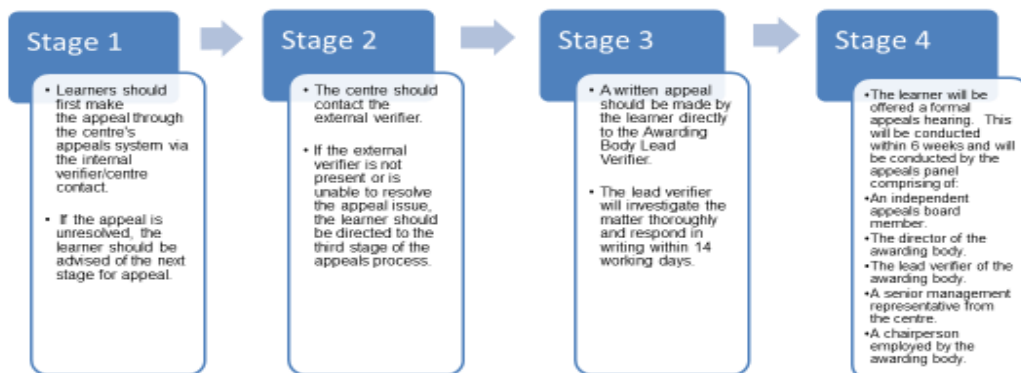 Stage 1
• Learners should
first make
the appeal through
the centre's
appeals system via
the internal
verifier/centre
contact.
• If the appeal is
unresolved, the
learner should be
advised of the next
stage for appeal.
Stage 2
• The centre should
contact the
external verifier.
• If the external
verifier is not
present or is
unable to resolve
the appeal issue,
the learner should
be directed to the
third stage of the
appeals process.
Stage 3
• A written appeal
should be made by
the learner directly
to the Awarding
Body Lead
Verifier.
• The lead verifier
will investigate the
matter thoroughly
and respond in
writing within 14
working days.
Stage 4
•The learner will be
offered a formal
appeals hearing. This
will be conducted
within 6 weeks and will
be conducted by the
appeals panel
comprising of:
•An independent
appeals board
member.
•The director of the
awarding body.
•The lead verifier of the
awarding body.
•A senior management
representative from
the centre.
•A chairperson
employed by the
awarding body.